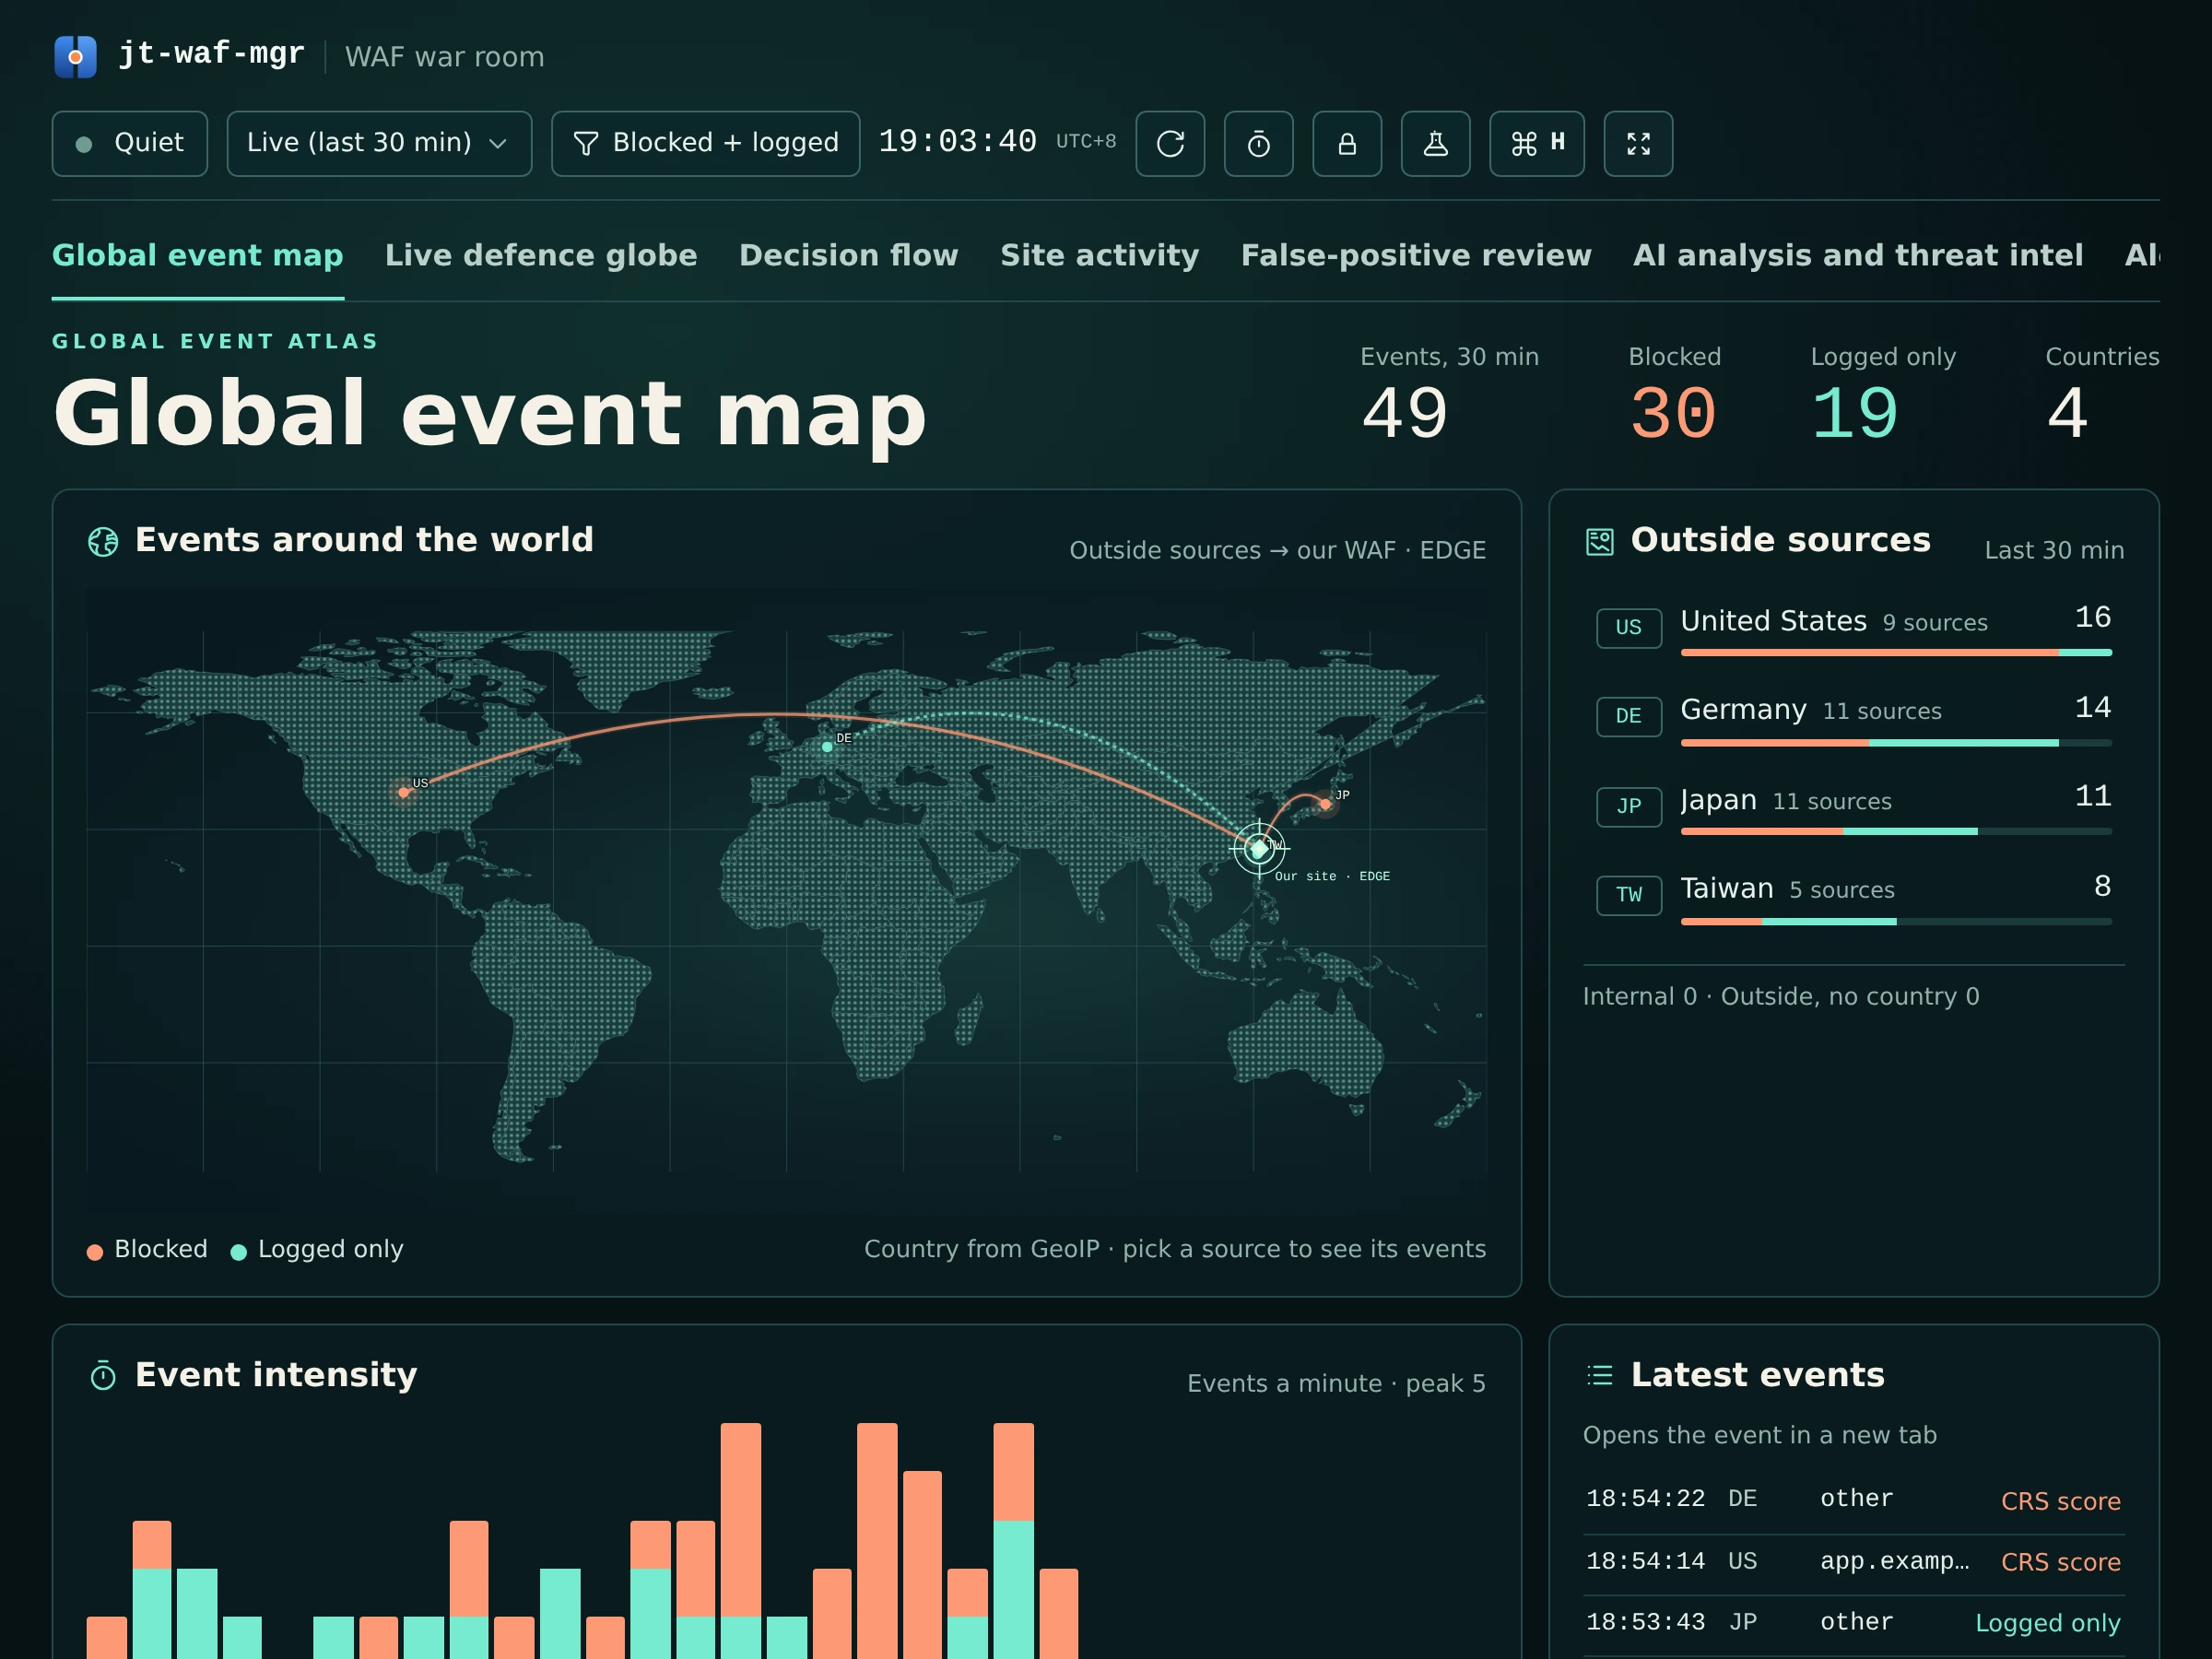 jt-waf-mgr WAF war room
Quiet Live (last 30 min) Blocked + logged 19:03:40 UTC+8 ⌘ H
Global event map Live defence globe Decision flow Site activity False-positive review AI analysis and threat intel
GLOBAL EVENT ATLAS
Global event map
Events, 30 min Blocked Logged only Countries
49 30 19 4
Events around the world
Outside sources → our WAF · EDGE
DE
US
JP
TW
Our site · EDGE
Blocked Logged only
Country from GeoIP · pick a source to see its events
Outside sources Last 30 min
US United States 9 sources 16
DE Germany 11 sources 14
JP Japan 11 sources 11
TW Taiwan 5 sources 8
Internal 0 · Outside, no country 0
Event intensity
Events a minute · peak 5
Latest events
Opens the event in a new tab
18:54:22 DE other CRS score
18:54:14 US app.examp… CRS score
18:53:43 JP other Logged only